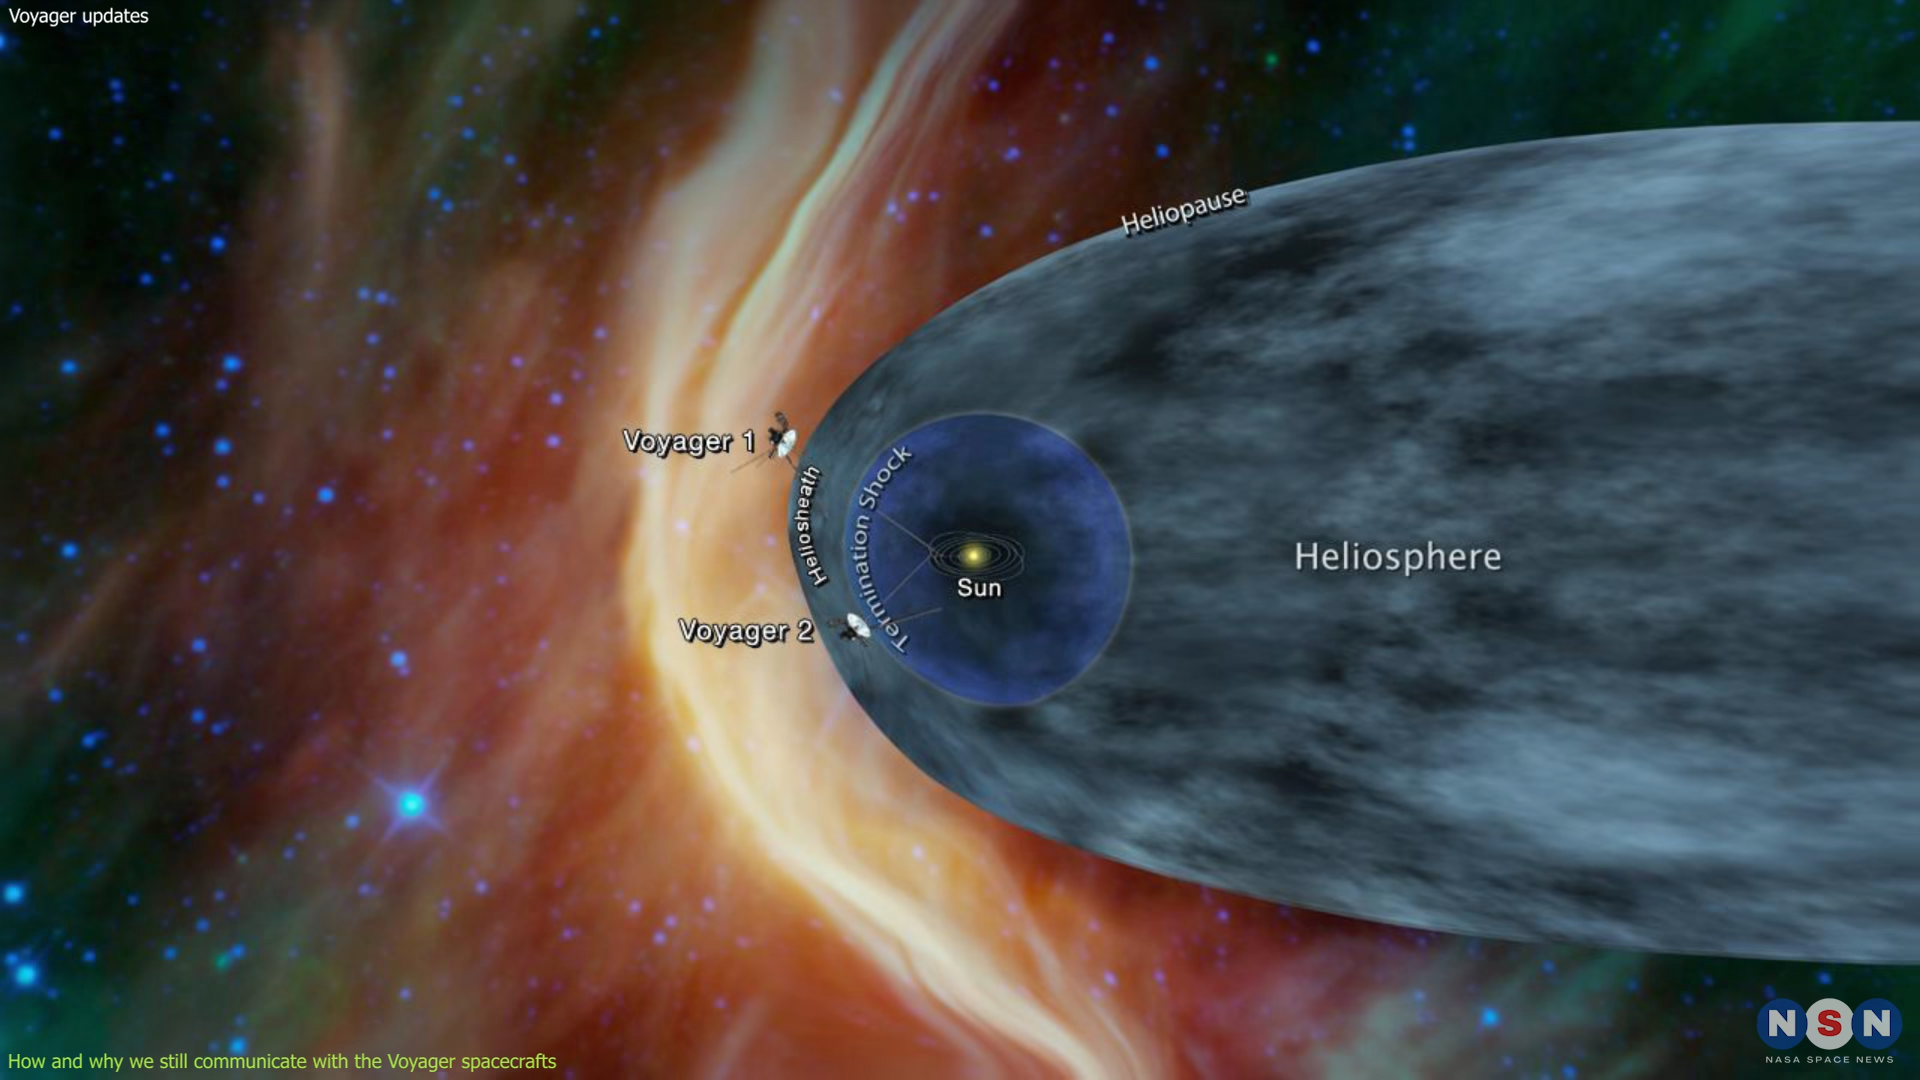 Voyager updates
Heliopause
Voyager 1
Heliosheath
Termination Shock
Sun
Heliosphere
Voyager 2
NSN
NASA SPACE NEWS
How and why we still communicate with the Voyager spacecrafts